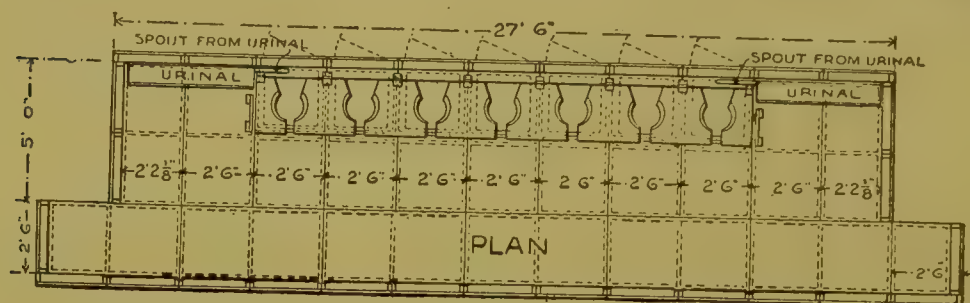 27' 6"
SPOUT FROM URINAL
SPOUT FROM URINAL
URINAL
URINAL
5' 0"
2' 2⅛" 2' 6" 2' 6" 2' 6" 2' 6" 2' 6" 2' 6" 2' 6" 2' 6" 2' 6" 2' 2⅛"
2' 6"
PLAN
2' 6"